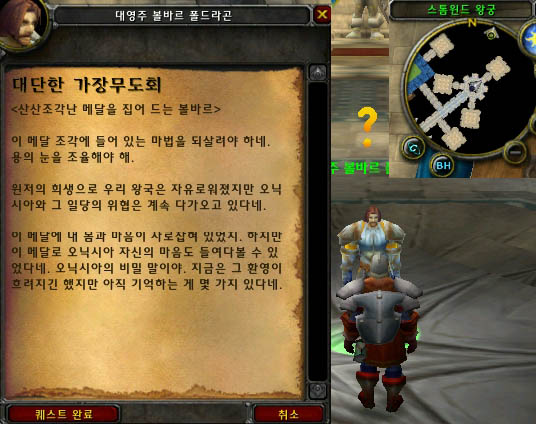 대영주 볼바르 폴드라곤
대단한 가장무도회
<산산조각난 메달을 집어 드는 볼바르>
이 메달 조각에 들어 있는 마법을 되살려야 하네.
용의 눈을 조율해야 해.
윈저의 희생으로 우리 왕국은 자유로워졌지만 오닉
시아와 그 일당의 위협은 계속 다가오고 있다네.
이 메달에 내 몸과 마음이 사로잡혀 있었지. 하지만
이 메달로 오닉시아 자신의 마음도 들여다볼 수 있
었다네. 오닉시아의 비밀 말이야. 지금은 그 환영이
흐려지긴 했지만 아직 기억하는 게 몇 가지 있다네.
퀘스트 완료
취소
스톰윈드 왕궁
N
BH
볼바르